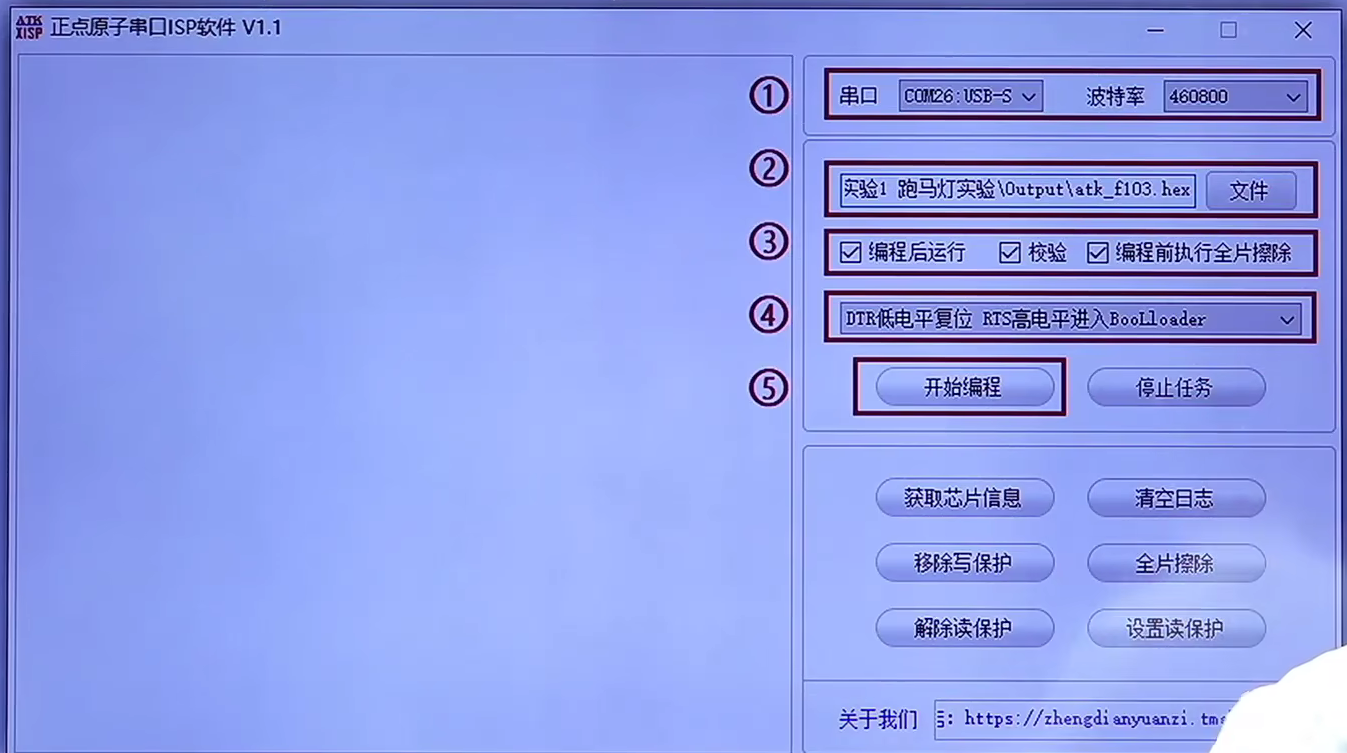 ATK
XISP 正点原子串口ISP软件 V1.1
① 串口 COM26:USB-S 波特率 460800
② 实验1 跑马灯实验\Output\atk_f103.hex 文件
③ 编程后运行 校验 编程前执行全片擦除
④ DTR低电平复位 RTS高电平进入BooLloader
⑤ 开始编程 停止任务
获取芯片信息 清空日志
移除写保护 全片擦除
解除读保护 设置读保护
关于我们 : https://zhengdianyuanzi.tm